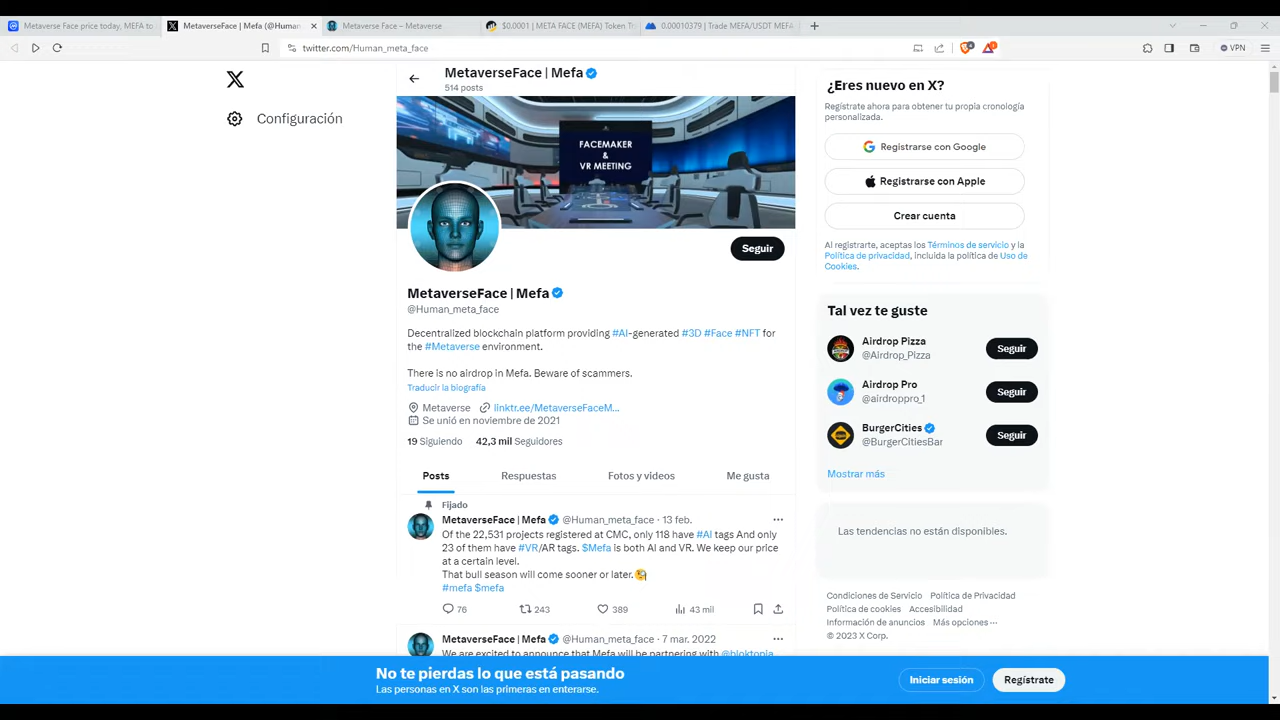 Metaverse Face price today, MEFA to
MetaverseFace | Mefa (@Human
Metaverse Face – Metaverse
$0.0001 | META FACE (MEFA) Token T
0.00010379 | Trade MEFA/USDT MEFA
twitter.com/Human_meta_face
VPN
X
Configuración
MetaverseFace | Mefa
514 posts
FACEMAKER
&
VR MEETING
Seguir
MetaverseFace | Mefa
@Human_meta_face
Decentralized blockchain platform providing #AI-generated #3D #Face #NFT for
the #Metaverse environment.
There is no airdrop in Mefa. Beware of scammers.
Traducir la biografía
Metaverse linktr.ee/MetaverseFaceM...
Se unió en noviembre de 2021
19 Siguiendo 42,3 mil Seguidores
Posts Respuestas Fotos y videos Me gusta
Fijado
MetaverseFace | Mefa @Human_meta_face · 13 feb.
Of the 22,531 projects registered at CMC, only 118 have #AI tags And only
23 of them have #VR/AR tags. $Mefa is both AI and VR. We keep our price
at a certain level.
That bull season will come sooner or later.🧐
#mefa $mefa
76 243 389 43 mil
MetaverseFace | Mefa @Human_meta_face · 7 mar. 2022
We are excited to announce that Mefa will be partnering with @bloktopia
¿Eres nuevo en X?
Regístrate ahora para obtener tu propia cronología
personalizada.
Registrarse con Google
Registrarse con Apple
Crear cuenta
Al registrarte, aceptas los Términos de servicio y la
Política de privacidad, incluida la política de Uso de
Cookies.
Tal vez te guste
Airdrop Pizza
@Airdrop_Pizza
Seguir
Airdrop Pro
@airdroppro_1
Seguir
BurgerCities
@BurgerCitiesBar
Seguir
Mostrar más
Las tendencias no están disponibles.
Condiciones de Servicio Política de Privacidad
Política de cookies Accesibilidad
Información de anuncios Más opciones ···
© 2023 X Corp.
No te pierdas lo que está pasando
Las personas en X son las primeras en enterarse.
Iniciar sesión
Regístrate